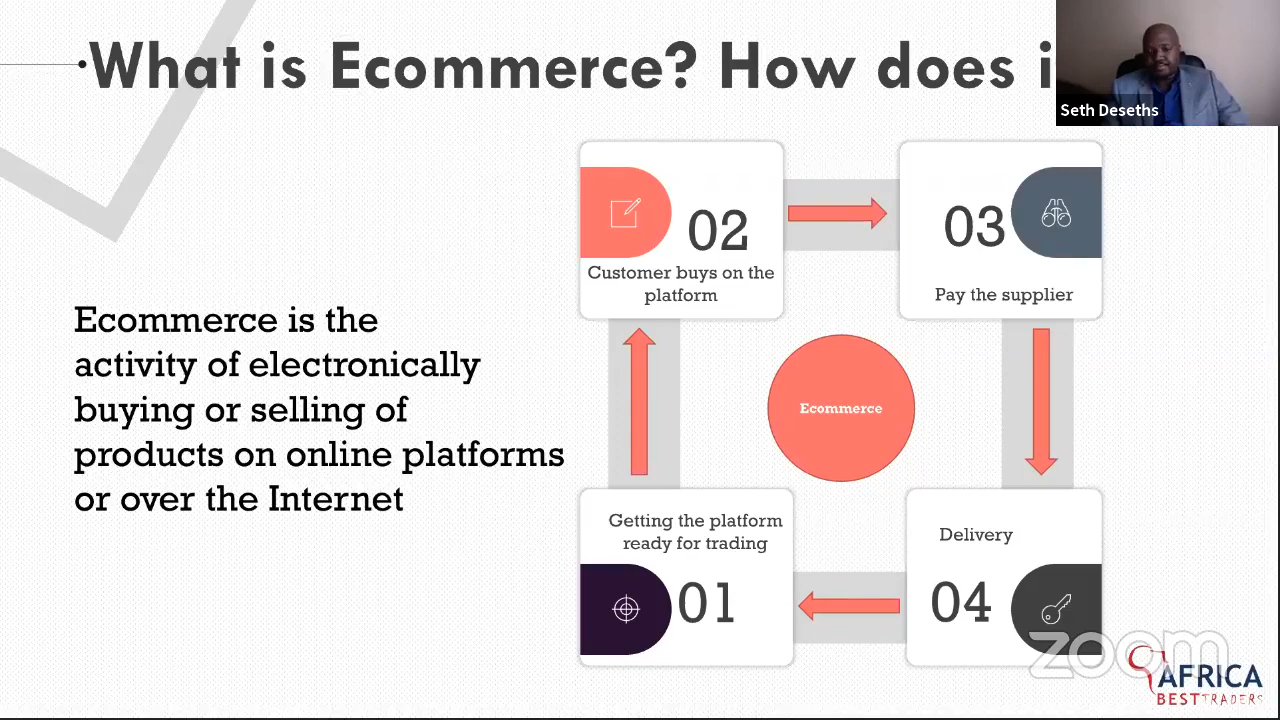 What is Ecommerce? How does i
Seth Deseths
Ecommerce is the
activity of electronically
buying or selling of
products on online platforms
or over the Internet
02
Customer buys on the
platform
03
Pay the supplier
Ecommerce
Getting the platform
ready for trading
01
Delivery
04
zoom
AFRICA
BESTTRADERS